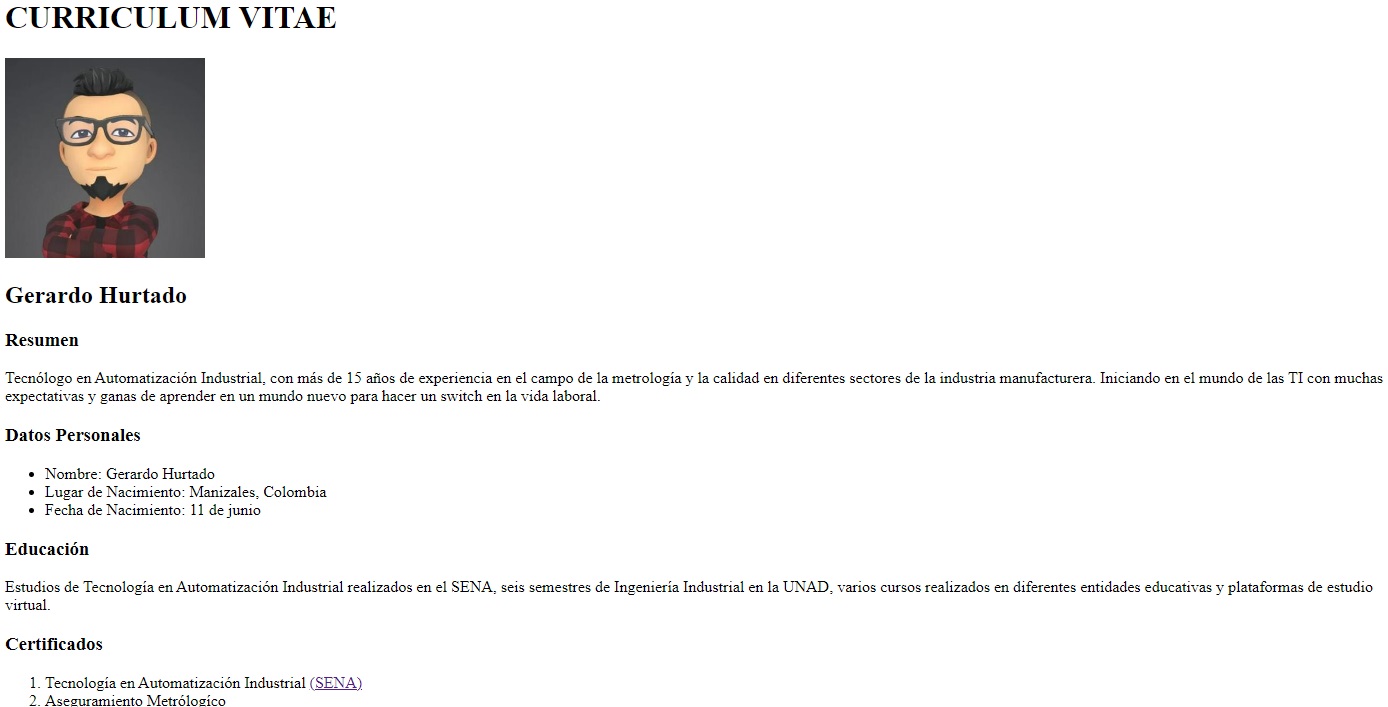 CURRICULUM VITAE
Gerardo Hurtado
Resumen
Tecnólogo en Automatización Industrial, con más de 15 años de experiencia en el campo de la metrología y la calidad en diferentes sectores de la industria manufacturera. Iniciando en el mundo de las TI con muchas
expectativas y ganas de aprender en un mundo nuevo para hacer un switch en la vida laboral.
Datos Personales
• Nombre: Gerardo Hurtado
• Lugar de Nacimiento: Manizales, Colombia
• Fecha de Nacimiento: 11 de junio
Educación
Estudios de Tecnología en Automatización Industrial realizados en el SENA, seis semestres de Ingeniería Industrial en la UNAD, varios cursos realizados en diferentes entidades educativas y plataformas de estudio
virtual.
Certificados
1. Tecnología en Automatización Industrial (SENA)
2. Aseguramiento Metrólogíco